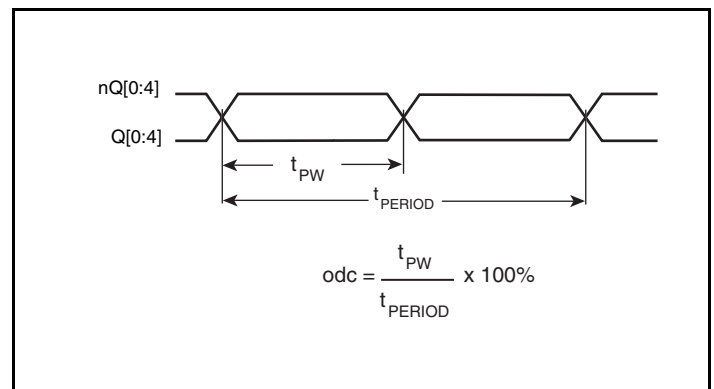 nQ[0:4]
Q[0:4]
tPW
tPERIOD
odc = tPW / tPERIOD x 100%